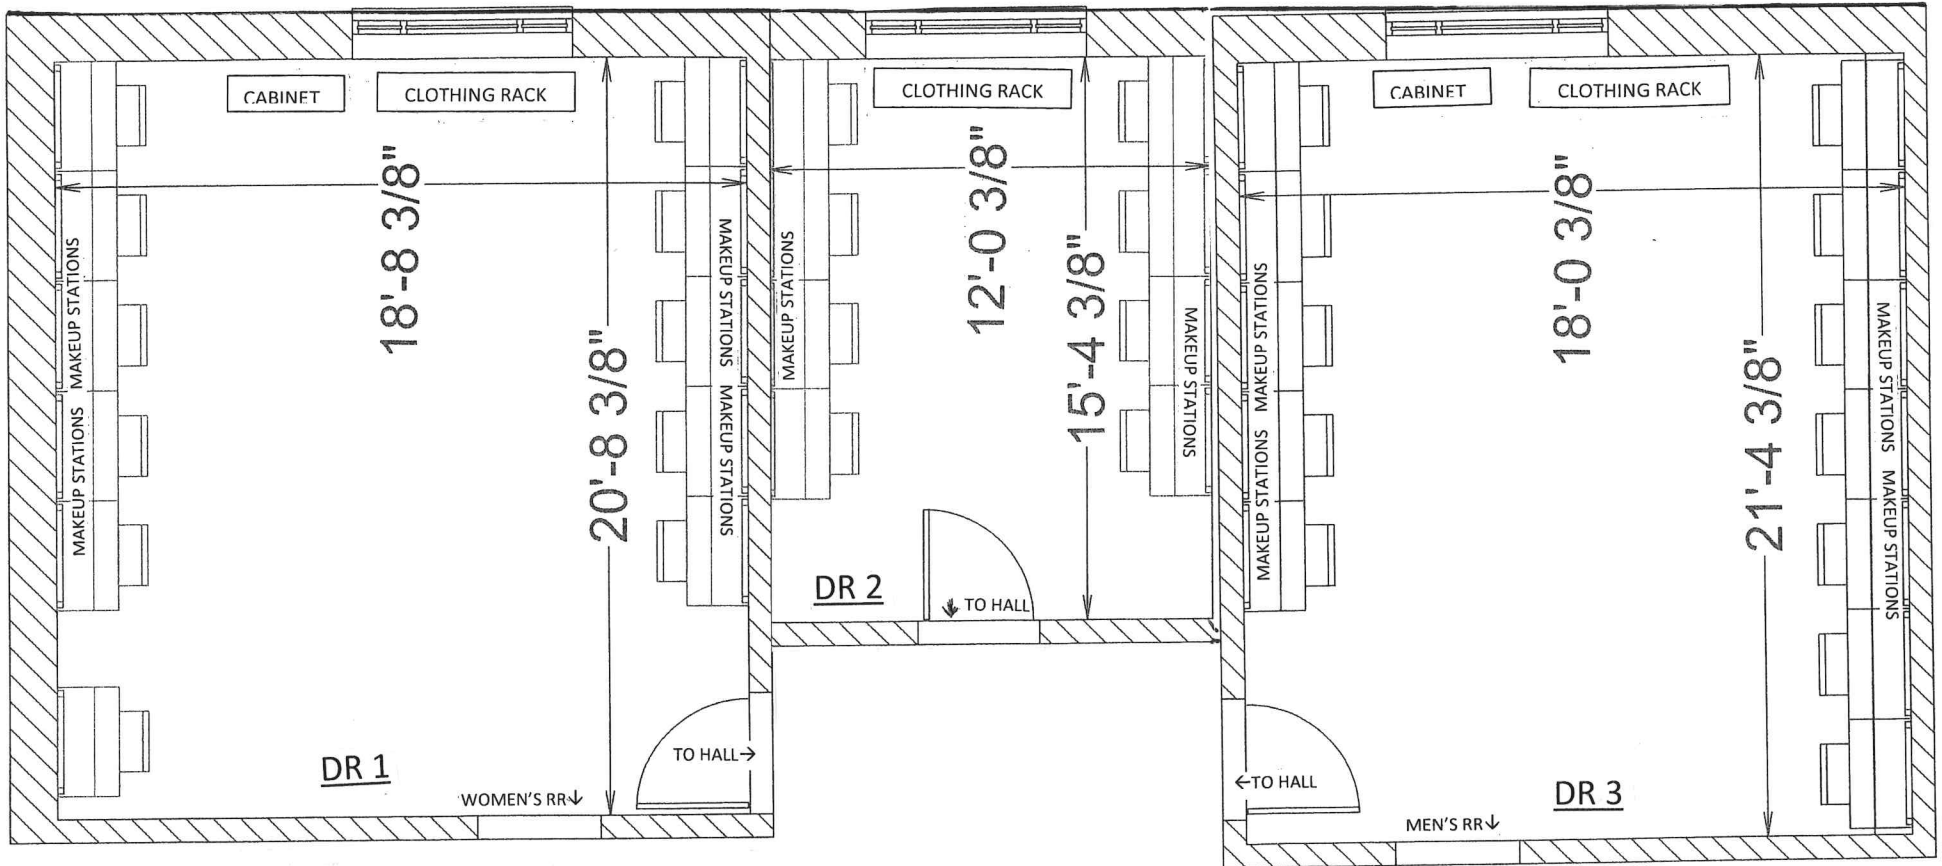 CABINET
CLOTHING RACK
18'-8 3/8"
20'-8 3/8"
MAKEUP STATIONS
MAKEUP STATIONS
MAKEUP STATIONS
MAKEUP STATIONS
DR 1
WOMEN'S RR↓
TO HALL→
CLOTHING RACK
12'-0 3/8"
15'-4 3/8"
MAKEUP STATIONS
MAKEUP STATIONS
DR 2
↓ TO HALL
CABINET
CLOTHING RACK
18'-0 3/8"
21'-4 3/8"
MAKEUP STATIONS
MAKEUP STATIONS
MAKEUP STATIONS
MAKEUP STATIONS
←TO HALL
DR 3
MEN'S RR↓